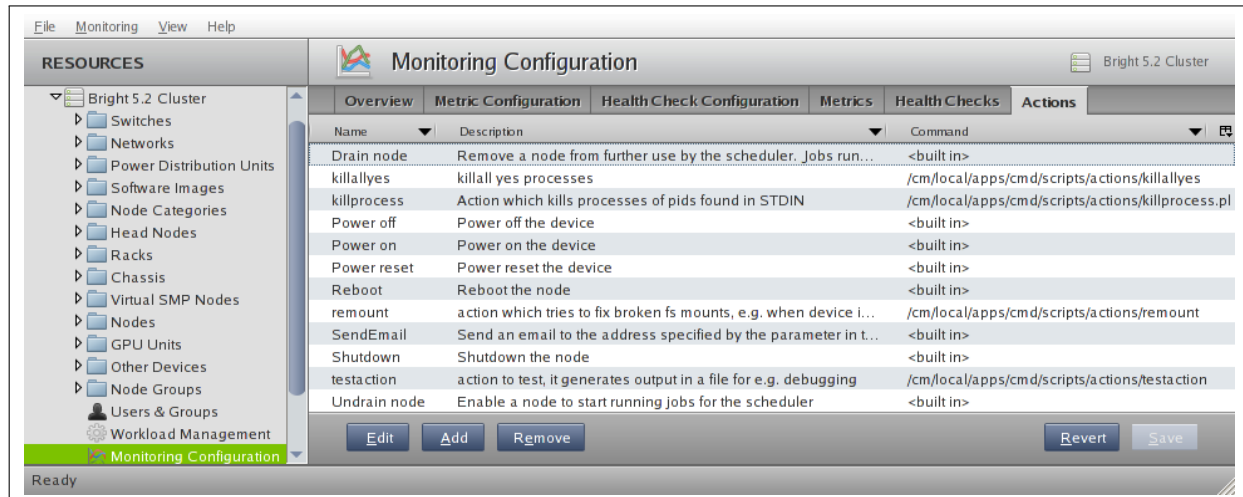 File Monitoring View Help
RESOURCES
Bright 5.2 Cluster
Switches
Networks
Power Distribution Units
Software Images
Node Categories
Head Nodes
Racks
Chassis
Virtual SMP Nodes
Nodes
GPU Units
Other Devices
Node Groups
Users & Groups
Workload Management
Monitoring Configuration
Monitoring Configuration
Bright 5.2 Cluster
Overview Metric Configuration Health Check Configuration Metrics Health Checks Actions
Name Description Command
Drain node Remove a node from further use by the scheduler. Jobs run... <built in>
killallyes killall yes processes /cm/local/apps/cmd/scripts/actions/killallyes
killprocess Action which kills processes of pids found in STDIN /cm/local/apps/cmd/scripts/actions/killprocess.pl
Power off Power off the device <built in>
Power on Power on the device <built in>
Power reset Power reset the device <built in>
Reboot Reboot the node <built in>
remount action which tries to fix broken fs mounts, e.g. when device i... /cm/local/apps/cmd/scripts/actions/remount
SendEmail Send an email to the address specified by the parameter in t... <built in>
Shutdown Shutdown the node <built in>
testaction action to test, it generates output in a file for e.g. debugging /cm/local/apps/cmd/scripts/actions/testaction
Undrain node Enable a node to start running jobs for the scheduler <built in>
Edit Add Remove Revert Save
Ready